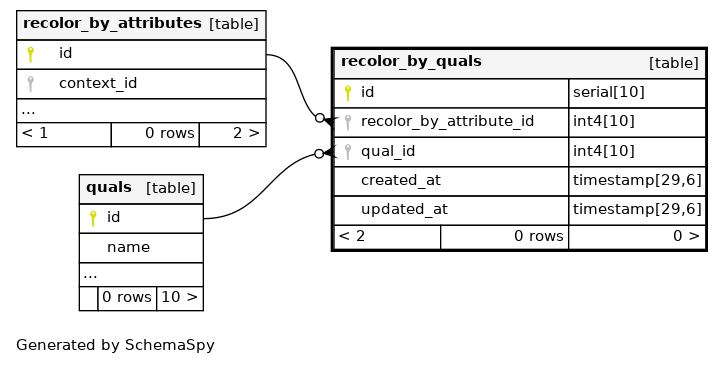 recolor_by_attributes [table]
id
context_id
...
< 1 0 rows 2 >
recolor_by_quals [table]
id serial[10]
recolor_by_attribute_id int4[10]
qual_id int4[10]
created_at timestamp[29,6]
updated_at timestamp[29,6]
< 2 0 rows 0 >
quals [table]
id
name
...
0 rows 10 >
Generated by SchemaSpy